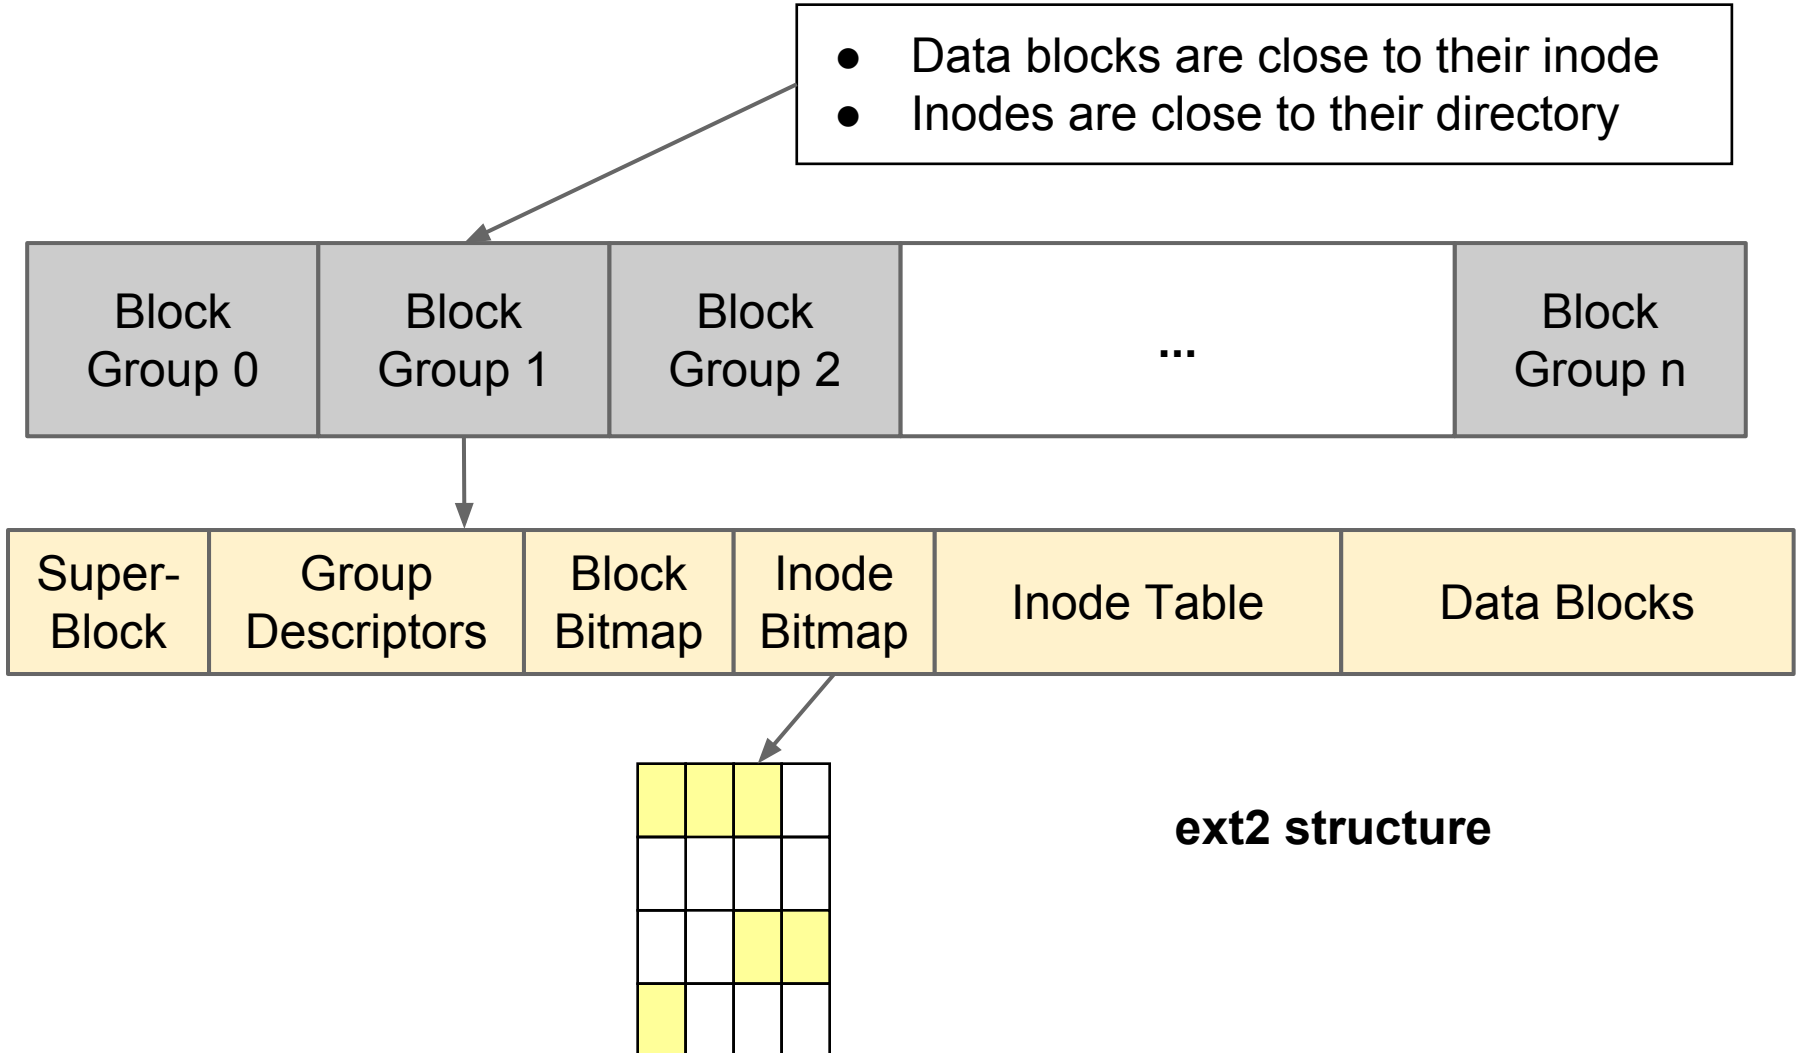 ● Data blocks are close to their inode
● Inodes are close to their directory
Block
Group 0
Block
Group 1
Block
Group 2
...
Block
Group n
Super-
Block
Group
Descriptors
Block
Bitmap
Inode
Bitmap
Inode Table
Data Blocks
ext2 structure